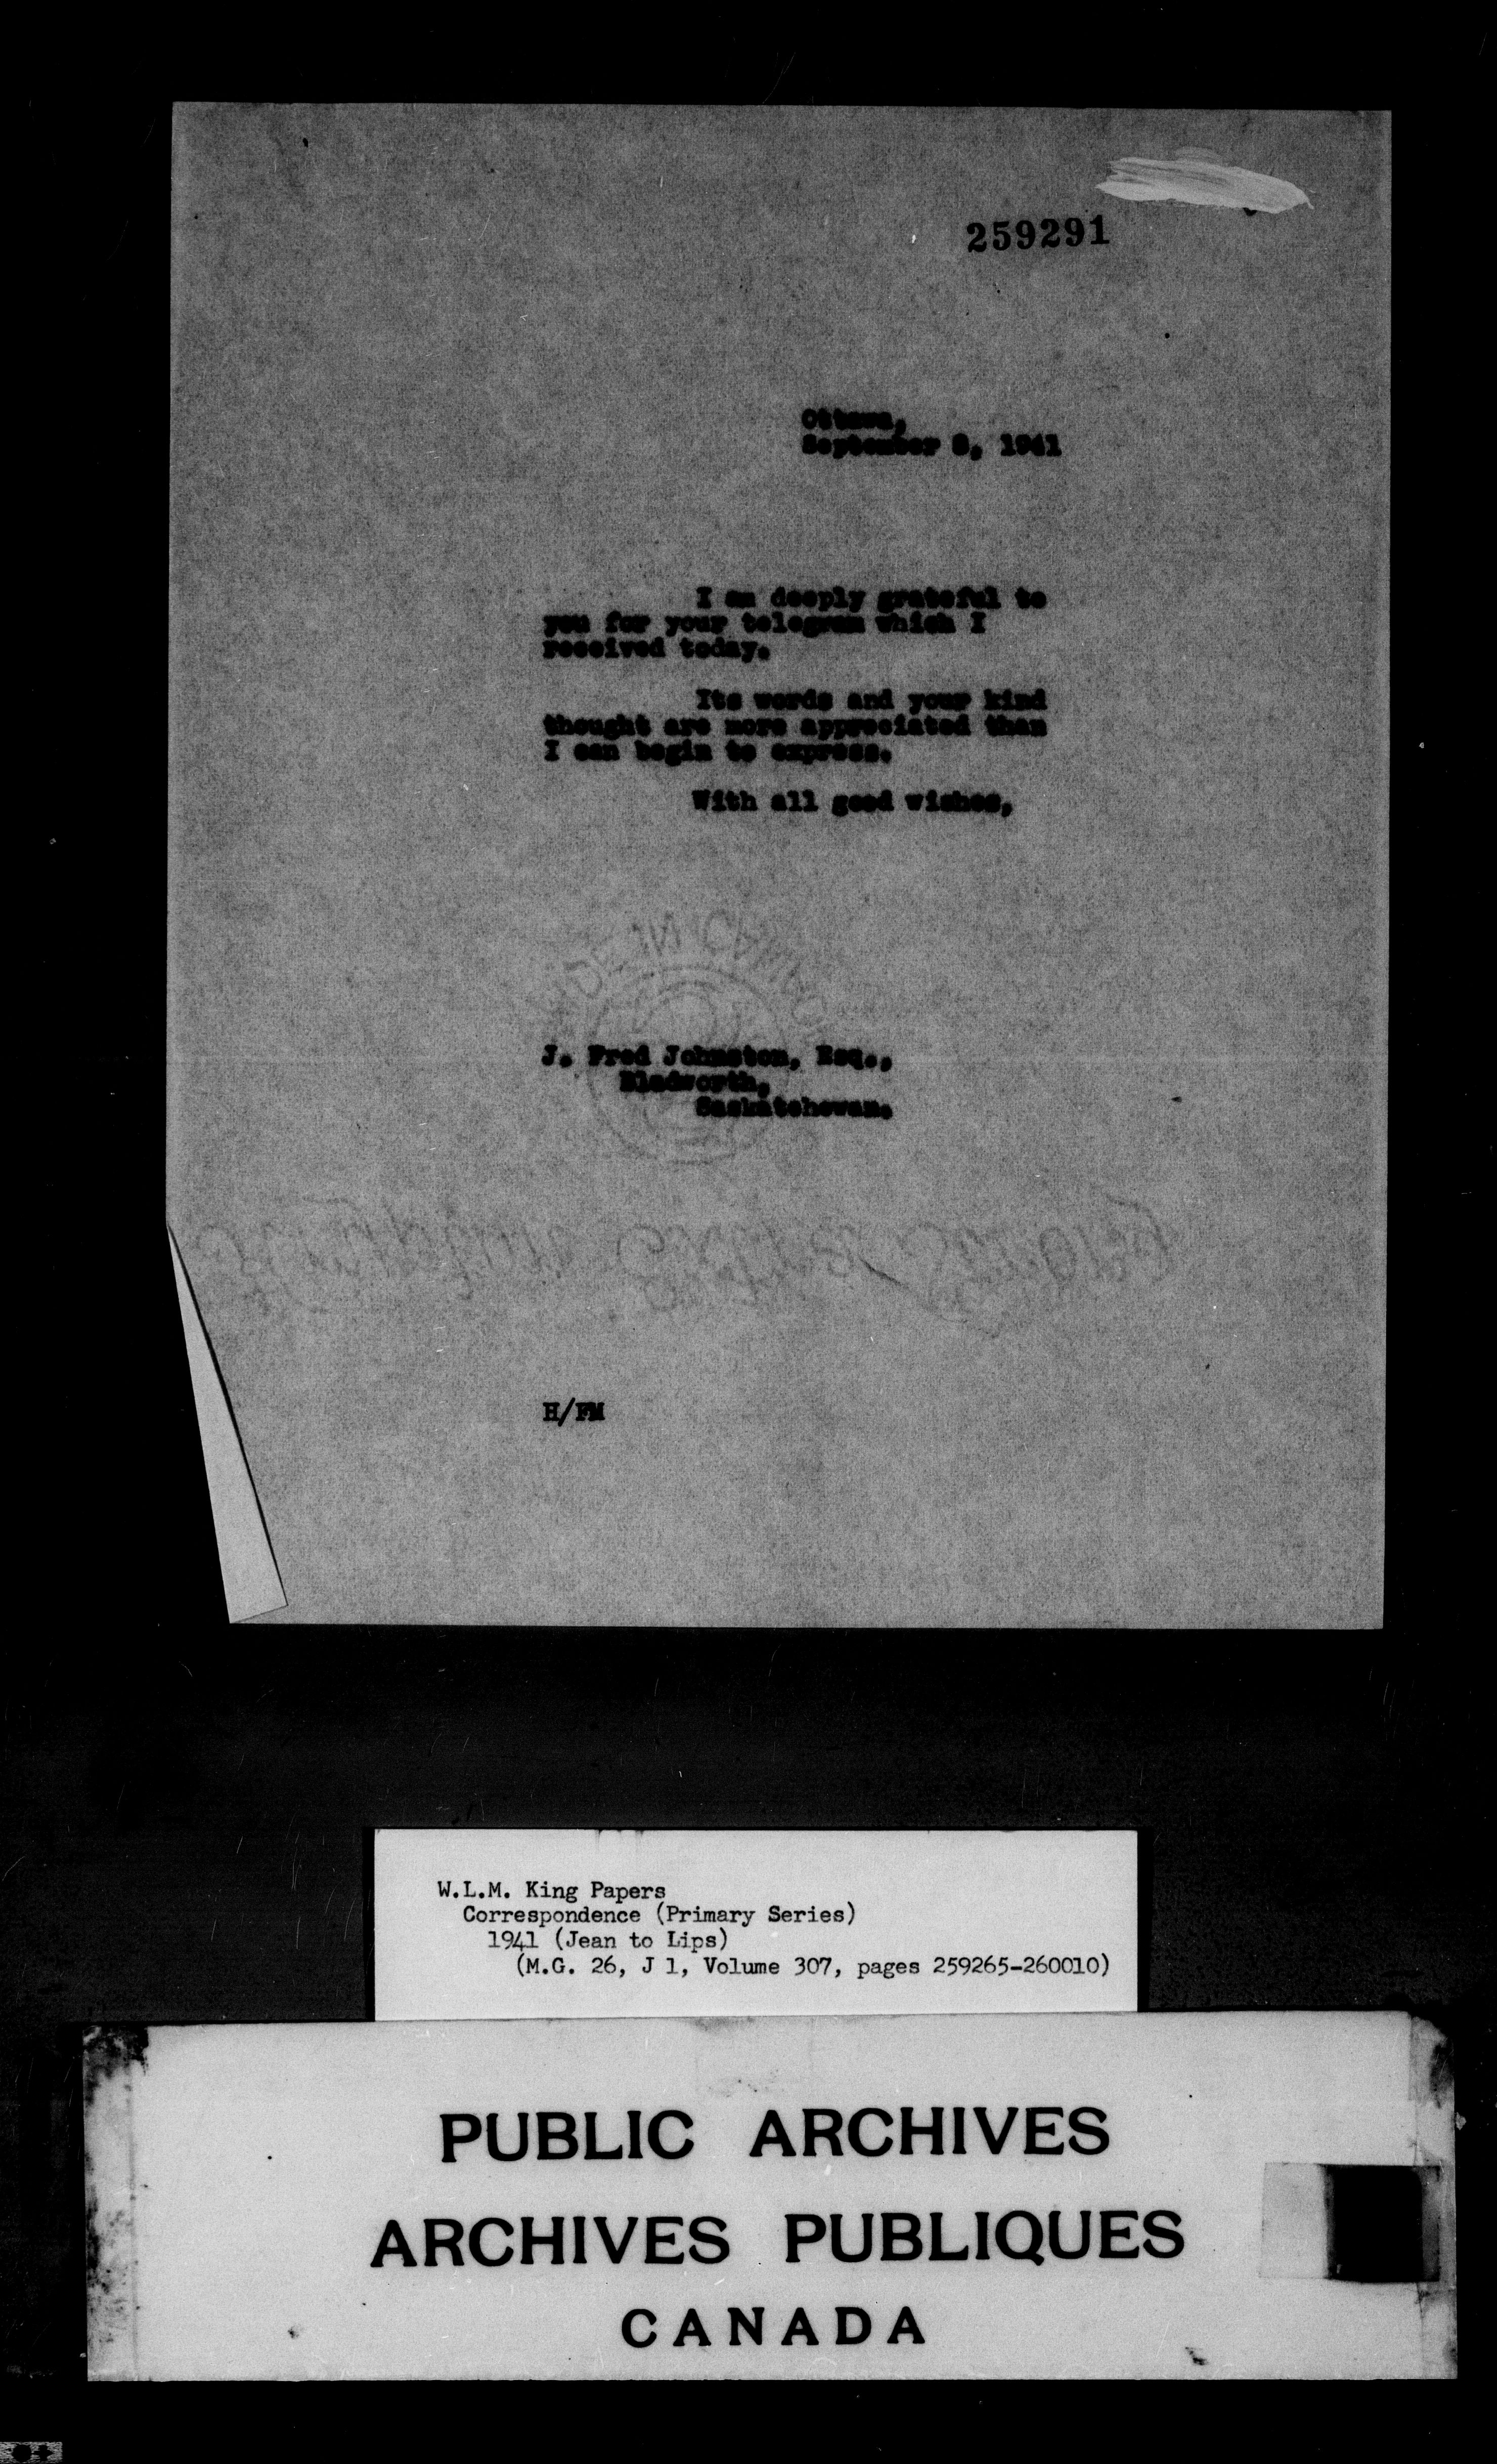 259291
Ottawa,
September 8, 1941
I am deeply grateful to
you for your telegram which I
received today.
Its words and your kind
thought are more appreciated than
I can begin to express.
With all good wishes,
MADE IN CANADA
J. Fred Johnston, Esq.,
Bladworth,
Saskatchewan.
H/FM
W.L.M. King Papers
Correspondence (Primary Series)
1941 (Jean to Lips)
(M.G. 26, J 1, Volume 307, pages 259265-260010)
PUBLIC ARCHIVES
ARCHIVES PUBLIQUES
CANADA